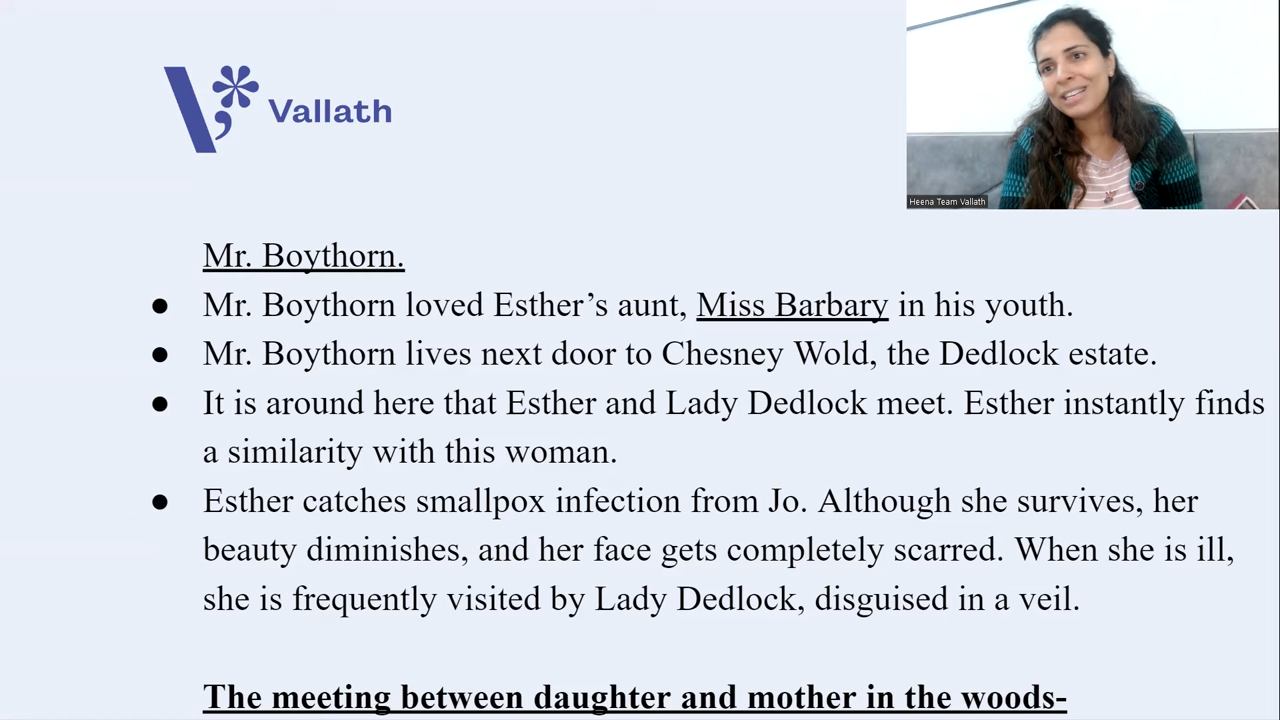 Vallath
Heena Team Vallath
Mr. Boythorn.
● Mr. Boythorn loved Esther’s aunt, Miss Barbary in his youth.
● Mr. Boythorn lives next door to Chesney Wold, the Dedlock estate.
● It is around here that Esther and Lady Dedlock meet. Esther instantly finds
a similarity with this woman.
● Esther catches smallpox infection from Jo. Although she survives, her
beauty diminishes, and her face gets completely scarred. When she is ill,
she is frequently visited by Lady Dedlock, disguised in a veil.
The meeting between daughter and mother in the woods-